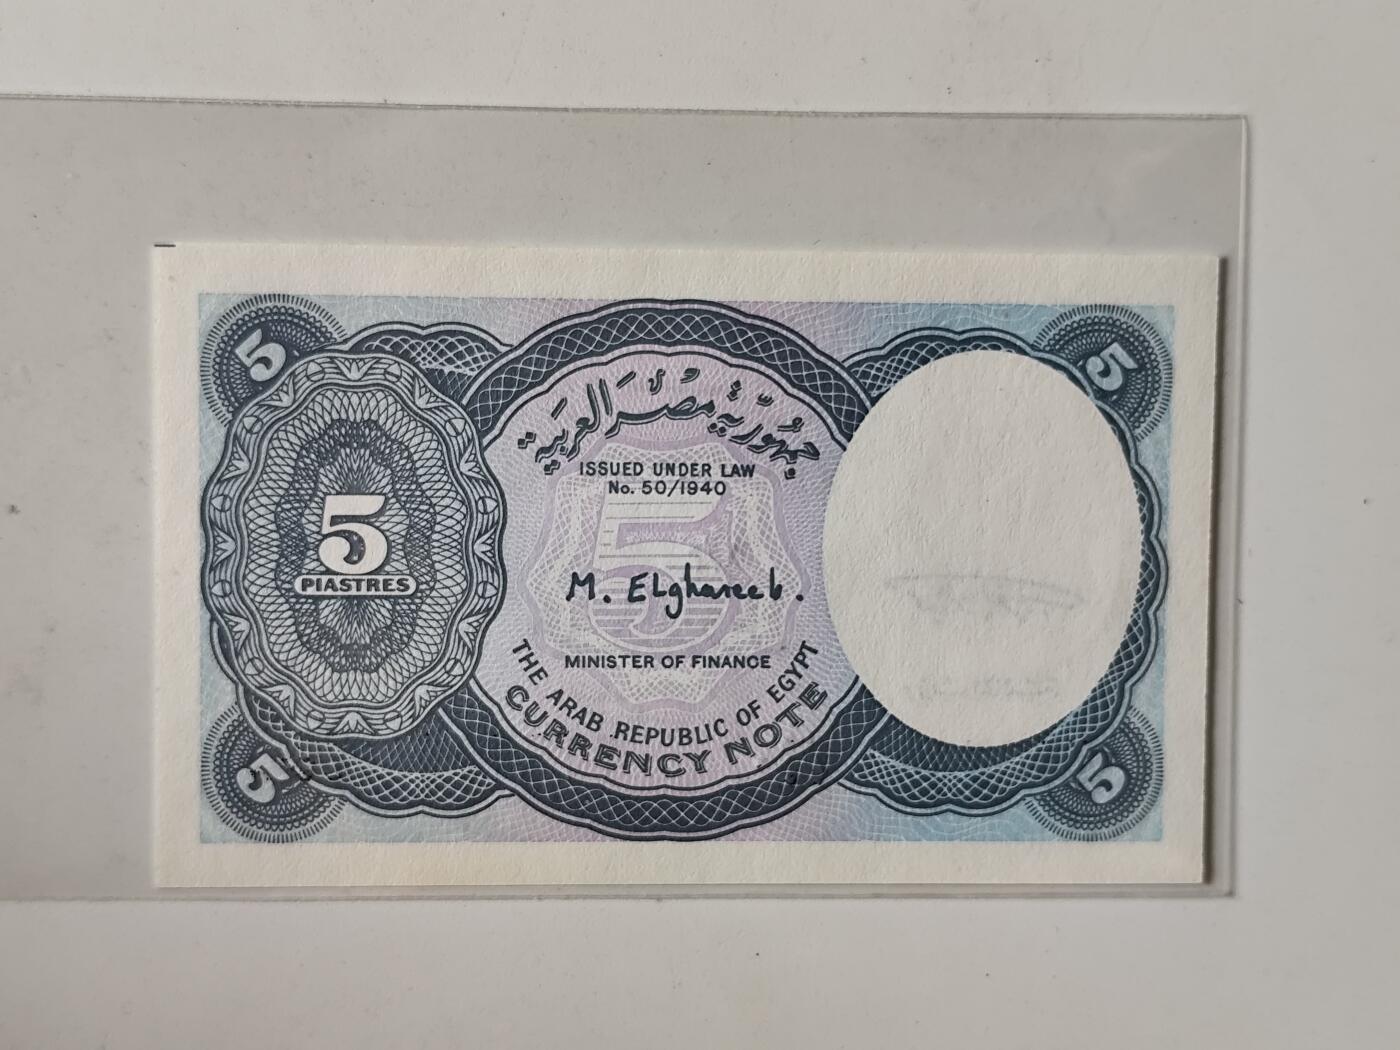 5
5
جمهورية مصر العربية
ISSUED UNDER LAW
No. 50/1940
5
5
PIASTRES
M. ELghareeb.
MINISTER OF FINANCE
THE ARAB REPUBLIC OF EGYPT
CURRENCY NOTE
5
5